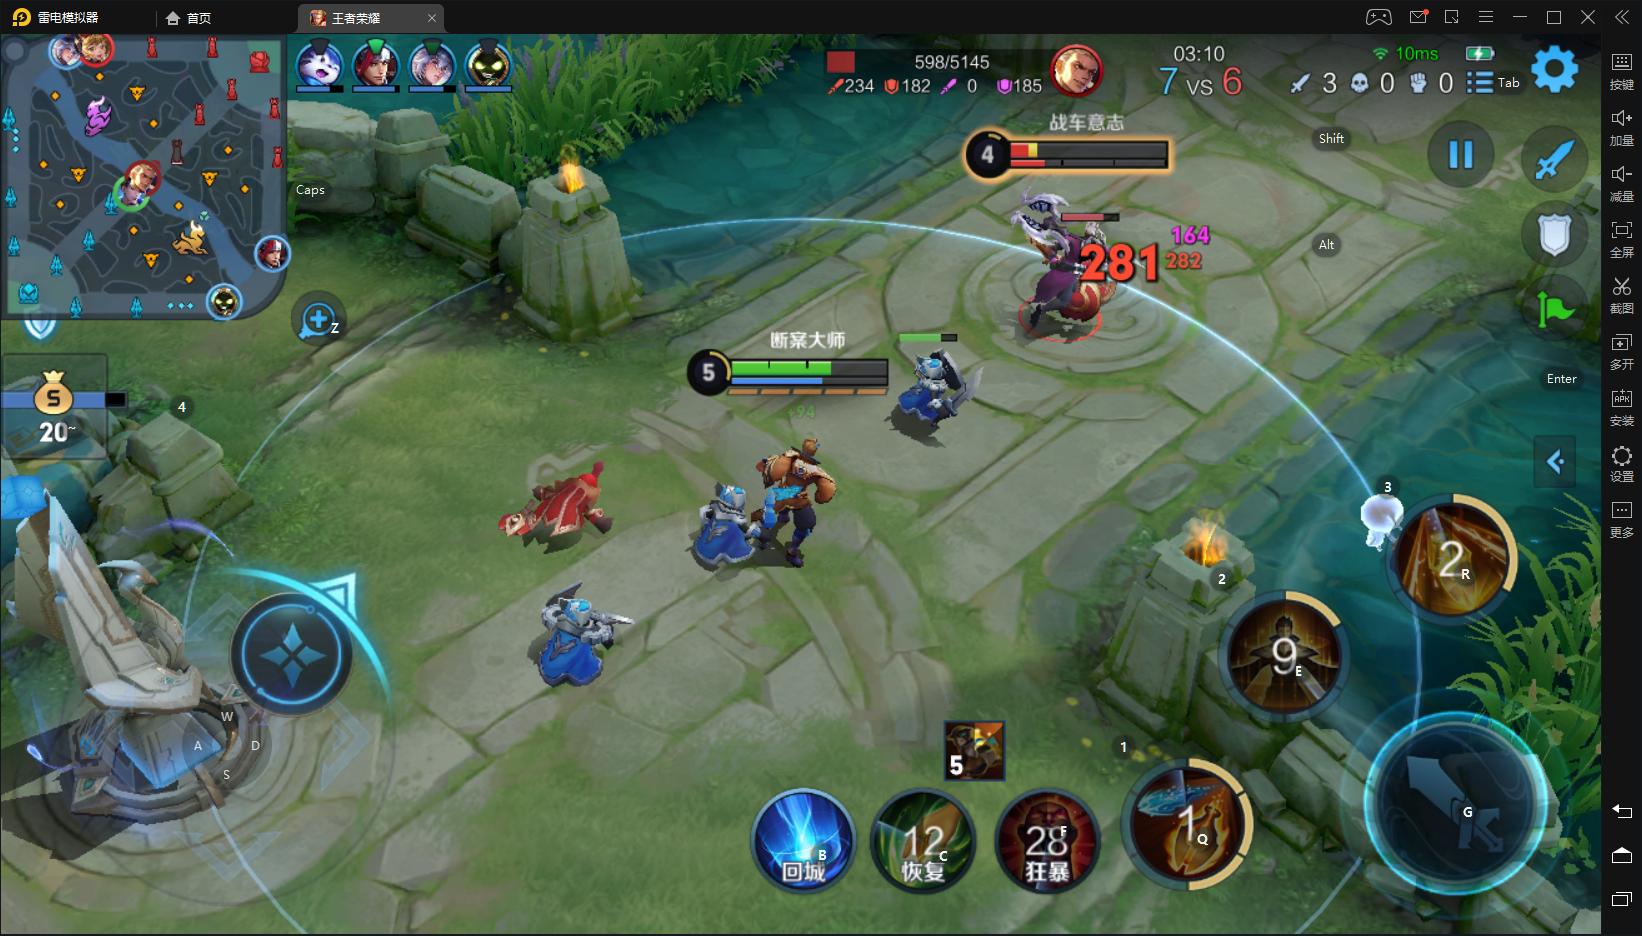 雷电模拟器
首页
王者荣耀
598/5145
234 182 0 185
03:10
7 VS 6
10ms
3 0 0
Tab
按键
加量
减量
全屏
截图
多开
安装
设置
更多
战车意志
4
Shift
Caps
Alt
164
281
282
Z
断案大师
5
+94
Enter
S
20~
4
3
2
R
2
9
E
W
A
D
S
1
5
1
Q
G
B
回城
12
C
恢复
28
F
狂暴